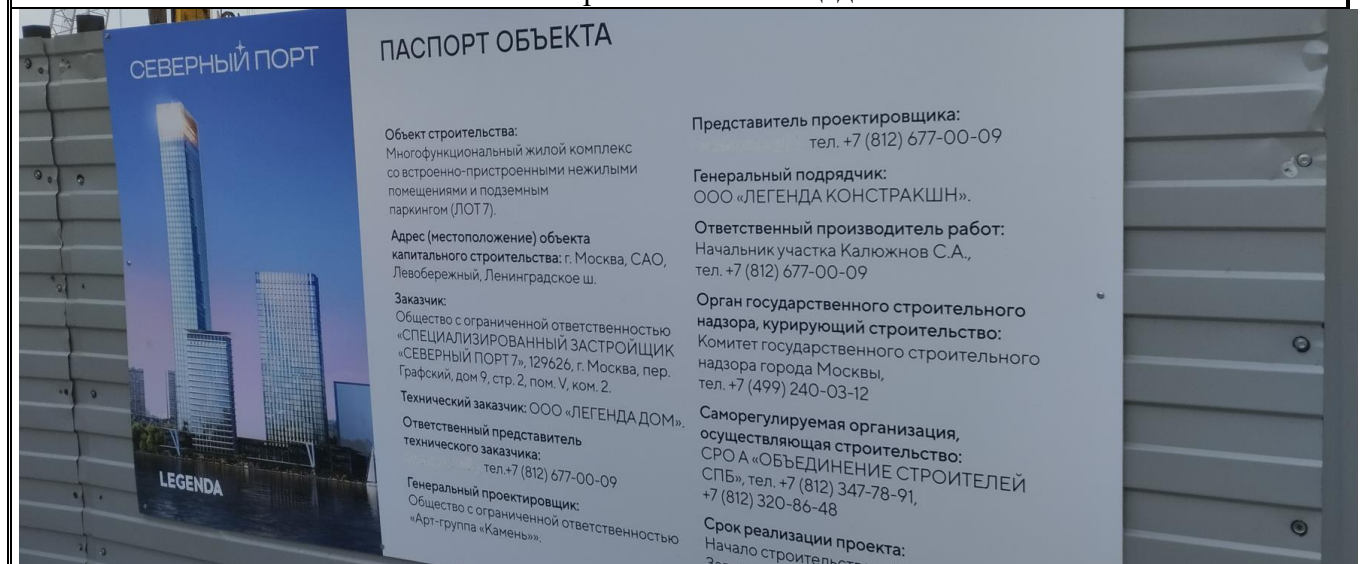 СЕВЕРНЫЙ ПОРТ
LEGENDA
ПАСПОРТ ОБЪЕКТА
Объект строительства:
Многофункциональный жилой комплекс
со встроенно-пристроенными нежилыми
помещениями и подземным
паркингом (ЛОТ 7).
Адрес (местоположение) объекта
капитального строительства: г. Москва, САО,
Левобережный, Ленинградское ш.
Заказчик:
Общество с ограниченной ответственностью
«СПЕЦИАЛИЗИРОВАННЫЙ ЗАСТРОЙЩИК
«СЕВЕРНЫЙ ПОРТ 7», 129626, г. Москва, пер.
Графский, дом 9, стр. 2, пом. V, ком. 2.
Технический заказчик: ООО «ЛЕГЕНДА ДОМ».
Ответственный представитель
технического заказчика:
тел.+7 (812) 677-00-09
Генеральный проектировщик:
Общество с ограниченной ответственностью
«Арт-группа «Камень»».
Представитель проектировщика:
тел. +7 (812) 677-00-09
Генеральный подрядчик:
ООО «ЛЕГЕНДА КОНСТРАКШН».
Ответственный производитель работ:
Начальник участка Калюжнов С.А.,
тел. +7 (812) 677-00-09
Орган государственного строительного
надзора, курирующий строительство:
Комитет государственного строительного
надзора города Москвы,
тел. +7 (499) 240-03-12
Саморегулируемая организация,
осуществляющая строительство:
СРО А «ОБЪЕДИНЕНИЕ СТРОИТЕЛЕЙ
СПБ», тел. +7 (812) 347-78-91,
+7 (812) 320-86-48
Срок реализации проекта:
Начало